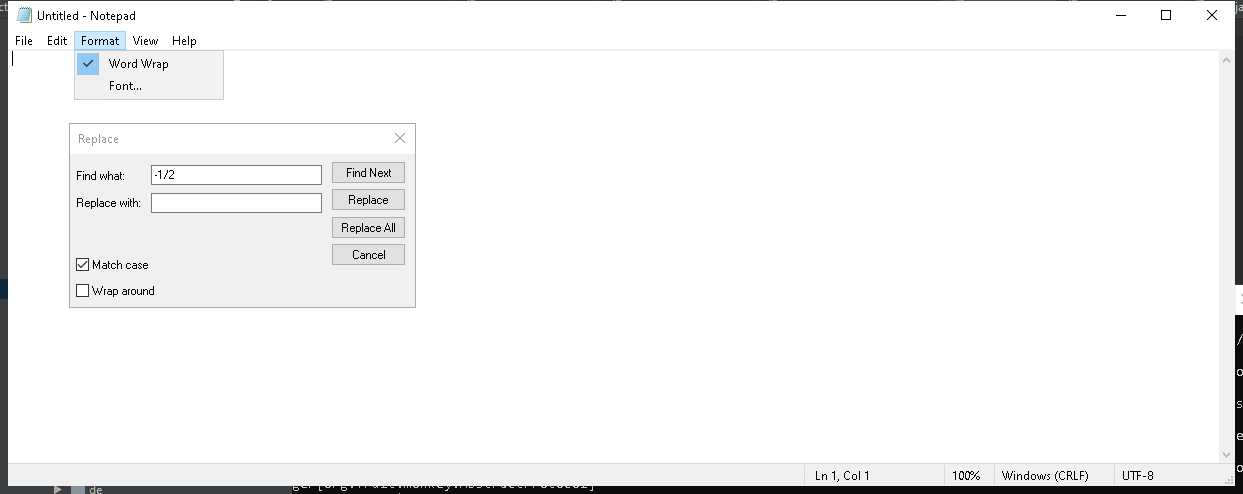 Untitled - Notepad
File Edit Format View Help
Word Wrap
Font...
Replace
Find what: -1/2 Find Next
Replace with: Replace
Replace All
Cancel
Match case
Wrap around
Ln 1, Col 1 100% Windows (CRLF) UTF-8
de